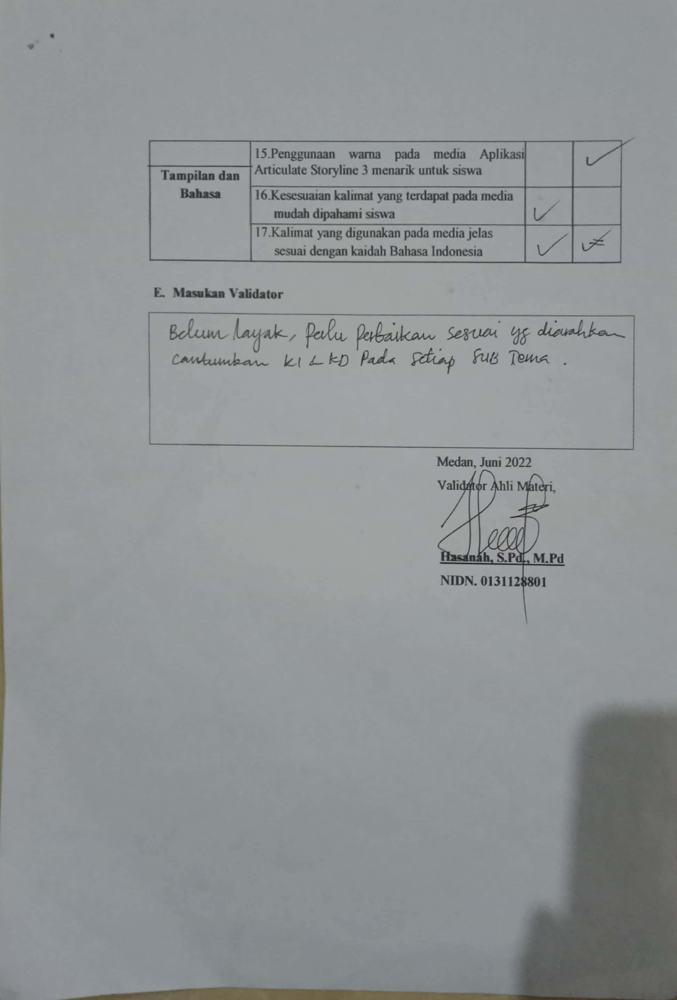 15.Penggunaan warna pada media Aplikasi
Articulate Storyline 3 menarik untuk siswa
Tampilan dan
Bahasa
16.Kesesuaian kalimat yang terdapat pada media
mudah dipahami siswa
17.Kalimat yang digunakan pada media jelas
sesuai dengan kaidah Bahasa Indonesia
E. Masukan Validator
Belum layak, perlu perbaikan sesuai yg diarahkan
cantumkan KI & KD Pada setiap SUB Tema .
Medan, Juni 2022
Validator Ahli Materi,
Hasanah, S.Pd., M.Pd
NIDN. 0131128801